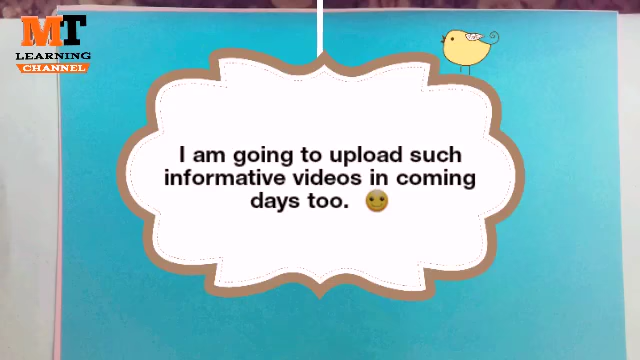 MT
LEARNING
CHANNEL
I am going to upload such
informative videos in coming
days too. 🙂